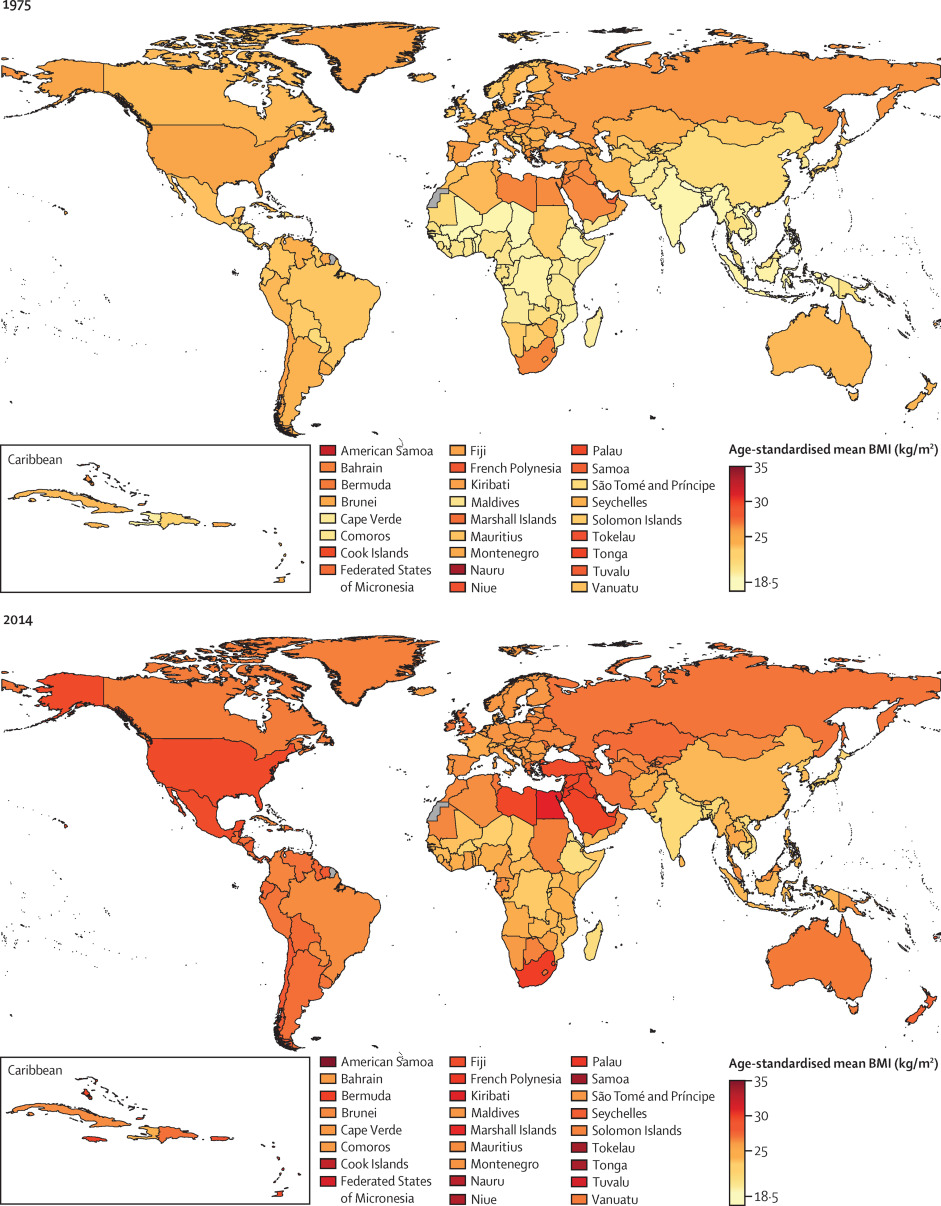 1975
Caribbean
American Samoa
Bahrain
Bermuda
Brunei
Cape Verde
Comoros
Cook Islands
Federated States
of Micronesia
Fiji
French Polynesia
Kiribati
Maldives
Marshall Islands
Mauritius
Montenegro
Nauru
Niue
Palau
Samoa
São Tomé and Príncipe
Seychelles
Solomon Islands
Tokelau
Tonga
Tuvalu
Vanuatu
Age-standardised mean BMI (kg/m²)
35
30
25
18·5
2014
Caribbean
American Samoa
Bahrain
Bermuda
Brunei
Cape Verde
Comoros
Cook Islands
Federated States
of Micronesia
Fiji
French Polynesia
Kiribati
Maldives
Marshall Islands
Mauritius
Montenegro
Nauru
Niue
Palau
Samoa
São Tomé and Príncipe
Seychelles
Solomon Islands
Tokelau
Tonga
Tuvalu
Vanuatu
Age-standardised mean BMI (kg/m²)
35
30
25
18·5